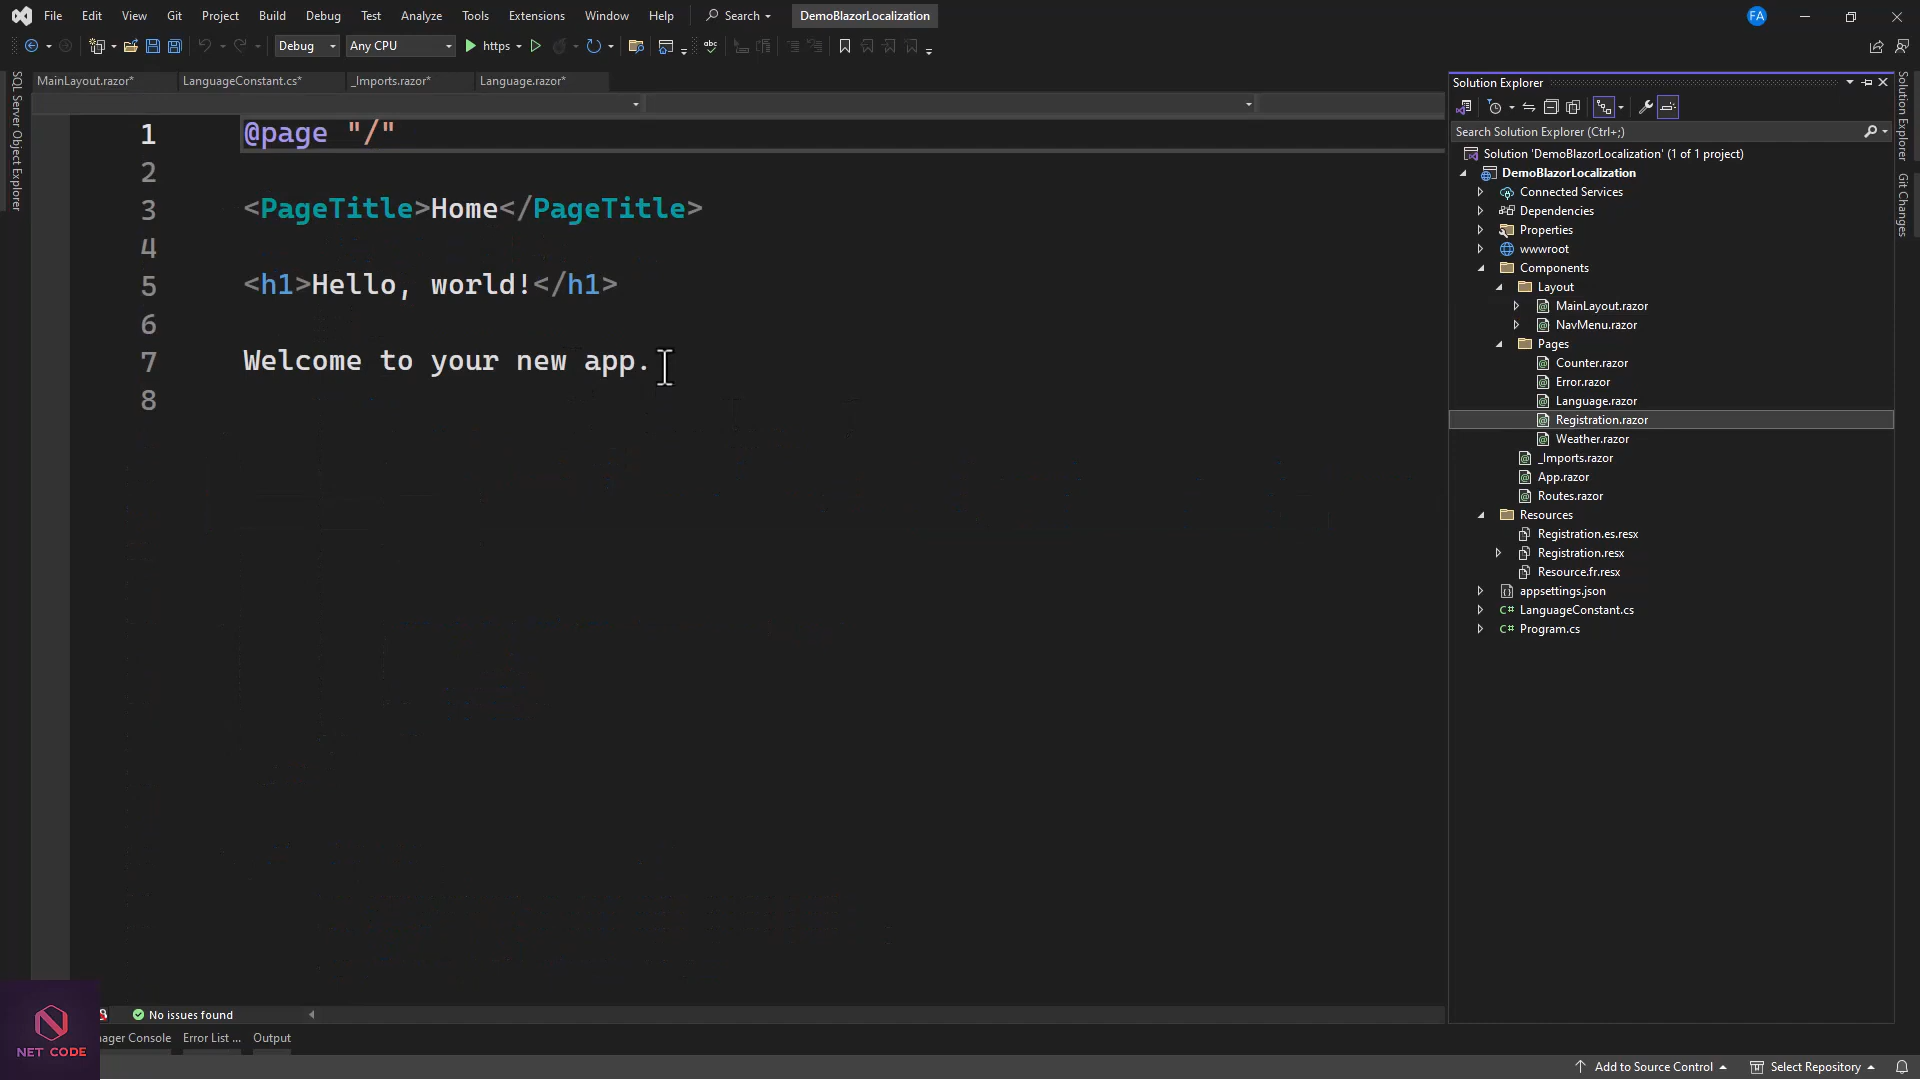 File Edit View Git Project Build Debug Test Analyze Tools Extensions Window Help Search DemoBlazorLocalization FA
Debug Any CPU https
MainLayout.razor* LanguageConstant.cs* _Imports.razor* Language.razor*
SQL Server Object Explorer
1 @page "/"
2
3 <PageTitle>Home</PageTitle>
4
5 <h1>Hello, world!</h1>
6
7 Welcome to your new app.
8
Solution Explorer
Search Solution Explorer (Ctrl+;)
Solution 'DemoBlazorLocalization' (1 of 1 project)
DemoBlazorLocalization
Connected Services
Dependencies
Properties
wwwroot
Components
Layout
MainLayout.razor
NavMenu.razor
Pages
Counter.razor
Error.razor
Language.razor
Registration.razor
Weather.razor
_Imports.razor
App.razor
Routes.razor
Resources
Registration.es.resx
Registration.resx
Resource.fr.resx
appsettings.json
C# LanguageConstant.cs
C# Program.cs
Solution Explorer
Git Changes
No issues found
ager Console Error List ... Output
NET CODE
Add to Source Control Select Repository